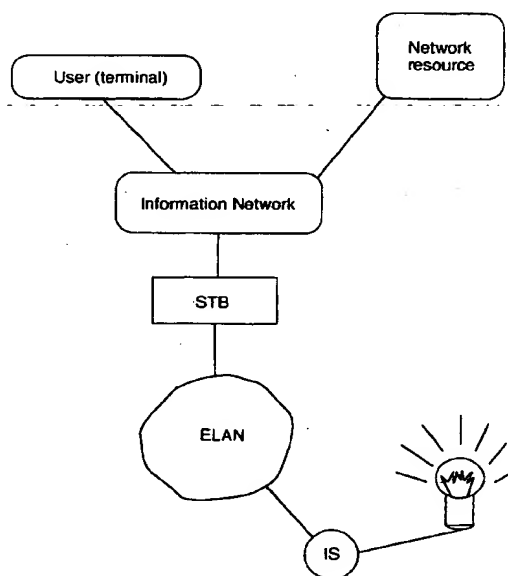 User (terminal)
Network
resource
Information Network
STB
ELAN
IS